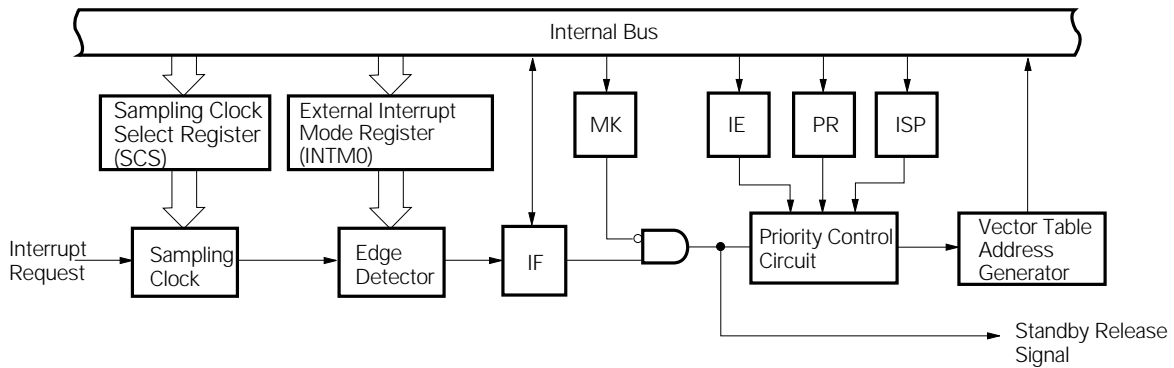 Internal Bus
Sampling Clock
Select Register
(SCS)
External Interrupt
Mode Register
(INTM0)
MK
IE
PR
ISP
Interrupt
Request
Sampling
Clock
Edge
Detector
IF
Priority Control
Circuit
Vector Table
Address
Generator
Standby Release
Signal